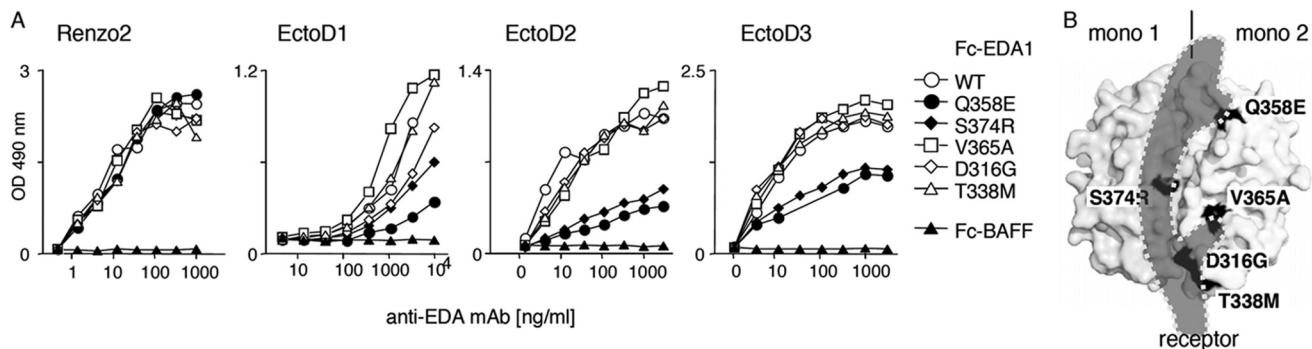 A
Renzo2
EctoD1
EctoD2
EctoD3
OD 490 nm
3
0
1 10 100 1000
1.2
0
10 100 1000 10^4
1.4
0
0 10 100 1000
2.5
0
0 10 100 1000
anti-EDA mAb [ng/ml]
Fc-EDA1
WT
Q358E
S374R
V365A
D316G
T338M
Fc-BAFF
B
mono 1 mono 2
Q358E
S374R
V365A
D316G
T338M
receptor